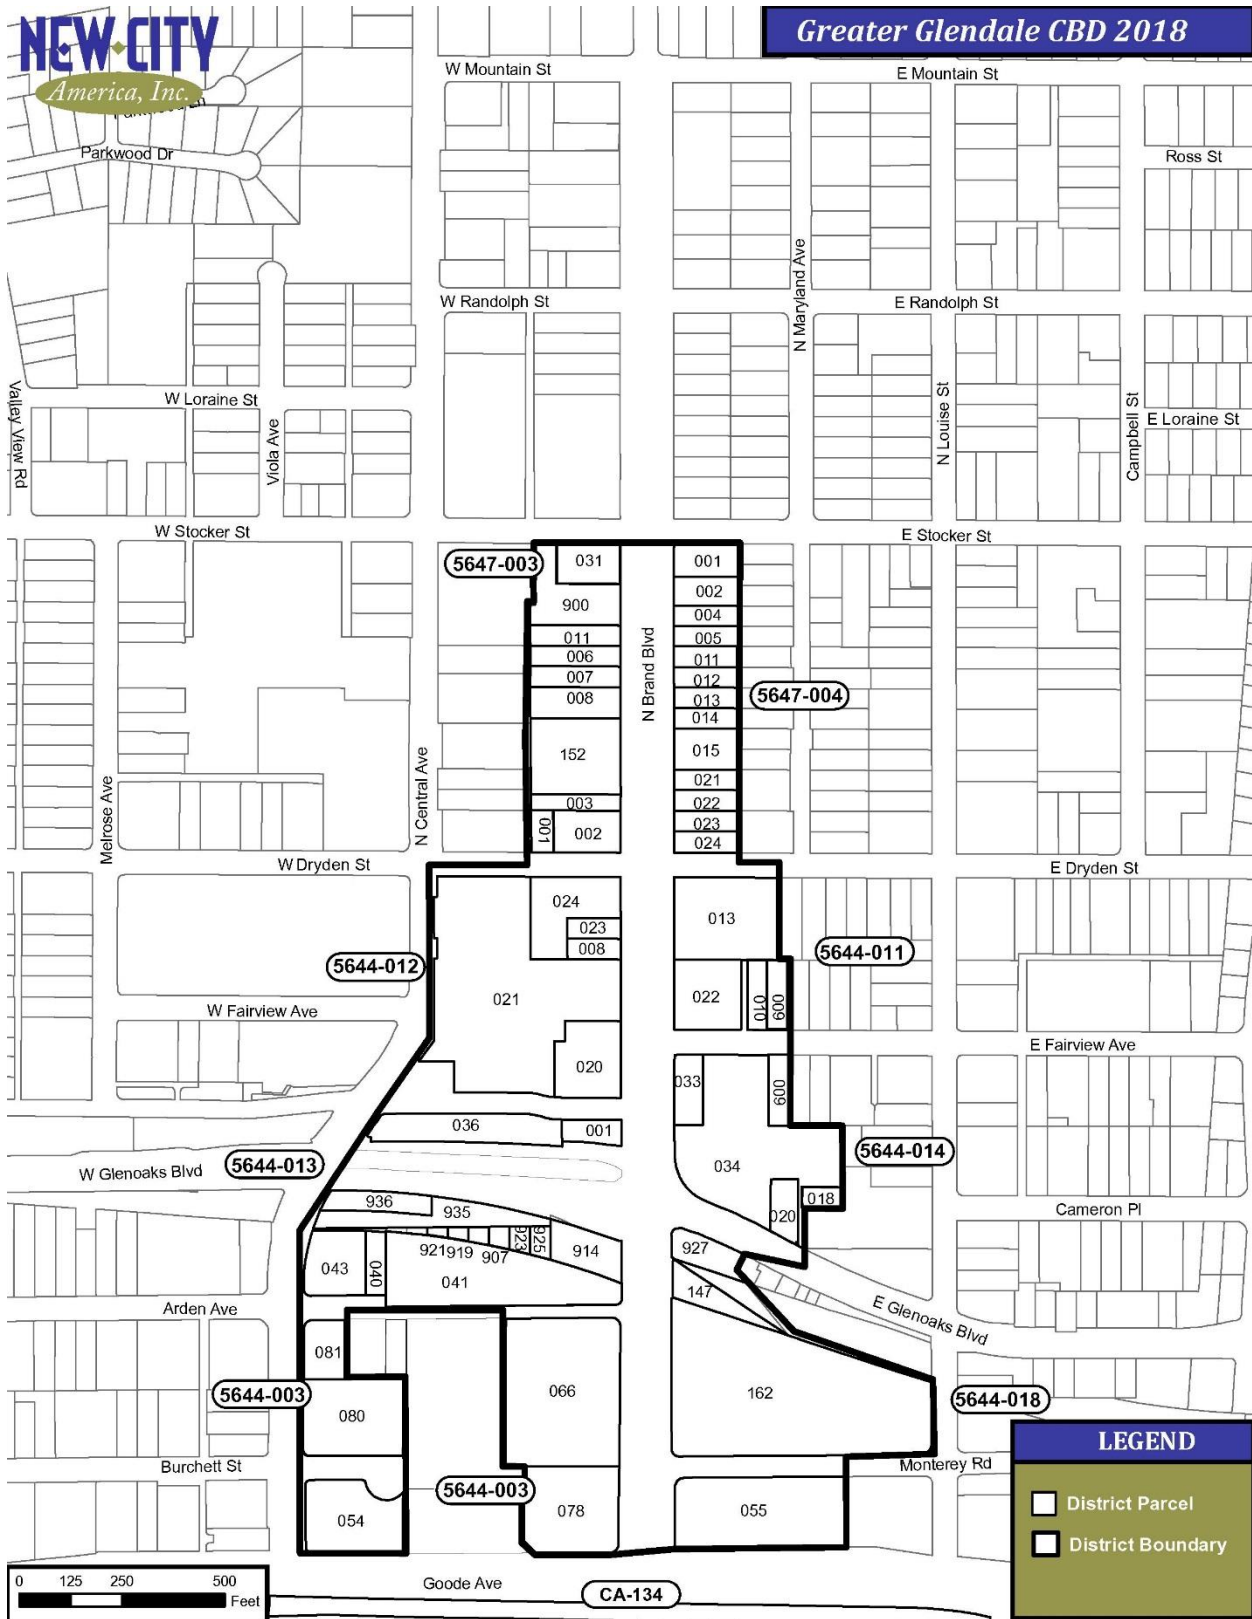 NEW CITY
America, Inc.
Greater Glendale CBD 2018
W Mountain St
E Mountain St
Parkwood Dr
Ross St
N Maryland Ave
W Randolph St
E Randolph St
Valley View Rd
W Loraine St
Viola Ave
N Louise St
Campbell St
E Loraine St
W Stocker St
E Stocker St
5647-003
031
001
900
002
004
011
005
006
011
007
012
008
013
5647-004
014
N Brand Blvd
152
015
021
Melrose Ave
N Central Ave
003
022
001
002
023
024
W Dryden St
E Dryden St
024
013
023
008
5644-012
5644-011
021
022
010
009
W Fairview Ave
E Fairview Ave
020
033
009
036
001
5644-013
W Glenoaks Blvd
034
5644-014
936
935
018
020
Cameron Pl
921
919
907
923
925
914
927
043
040
041
147
Arden Ave
E Glenoaks Blvd
081
5644-003
080
066
162
5644-018
LEGEND
Burchett St
5644-003
Monterey Rd
054
078
055
District Parcel
District Boundary
0 125 250 500
Feet
Goode Ave
CA-134